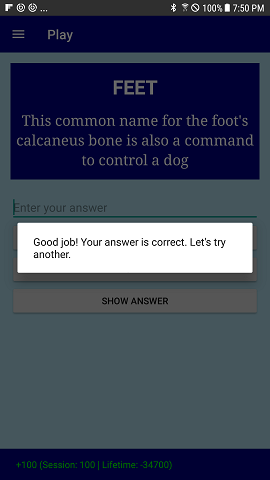 ... 100% 7:50 PM
Play
FEET
This common name for the foot's
calcaneus bone is also a command
to control a dog
Enter your answer
Good job! Your answer is correct. Let's try
another.
SHOW ANSWER
+100 (Session: 100 | Lifetime: -34700)